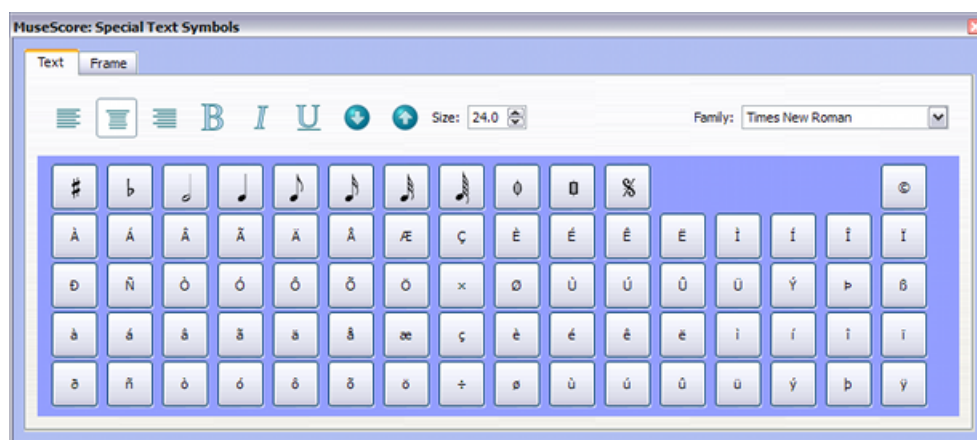 MuseScore: Special Text Symbols
Text Frame
B I U Size: 24.0 Family: Times New Roman
♯ ♭ 𝅗𝅥 𝅘𝅥 𝅘𝅥𝅮 𝅘𝅥𝅯 𝅘𝅥𝅰 𝅘𝅥𝅱 𝄌 𝄋 ©
À Á Â Ã Ä Å Æ Ç È É Ê Ë Ì Í Î Ï
Ð Ñ Ò Ó Ô Õ Ö × Ø Ù Ú Û Ü Ý Þ ß
à á â ã ä å æ ç è é ê ë ì í î ï
ð ñ ò ó ô õ ö ÷ ø ù ú û ü ý þ ÿ